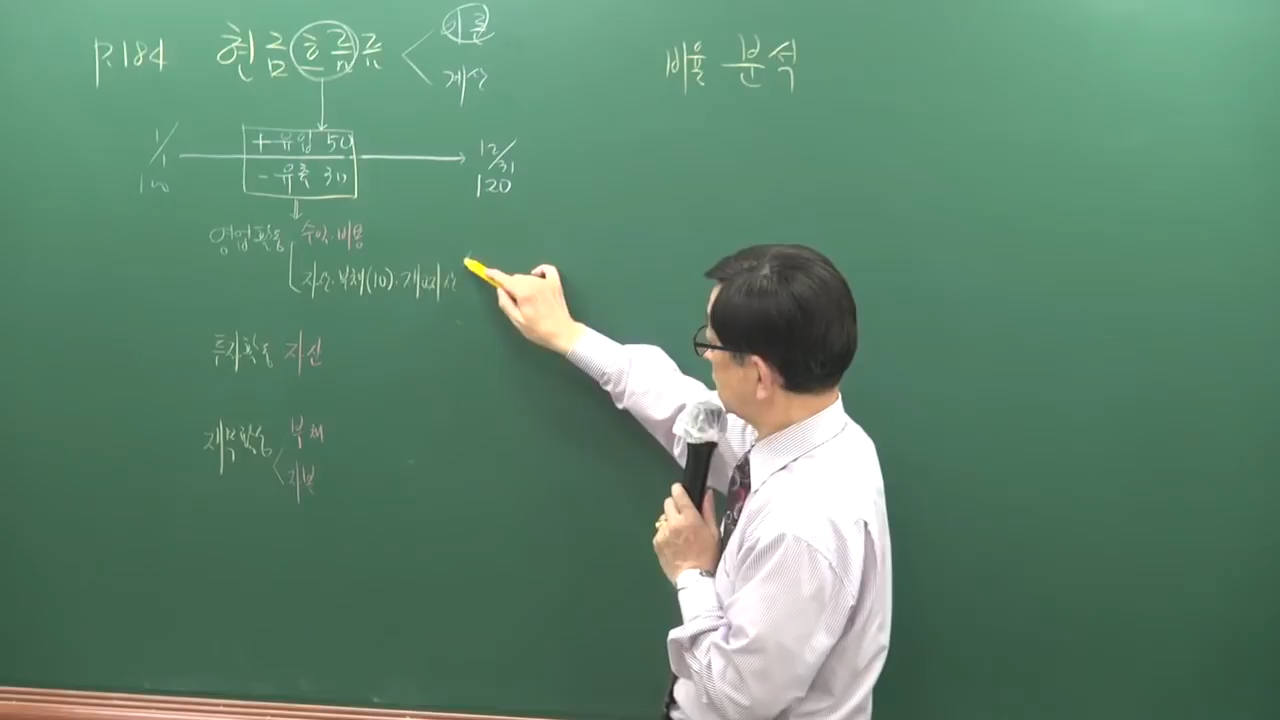 P.184 현금흐름표 이론
계산
비율 분석
1/1
100
+유입 50
-유출 30
12/31
120
영업활동 수익·비용
자산·부채(10)·개
투자활동 자산
재무활동 부채
자본